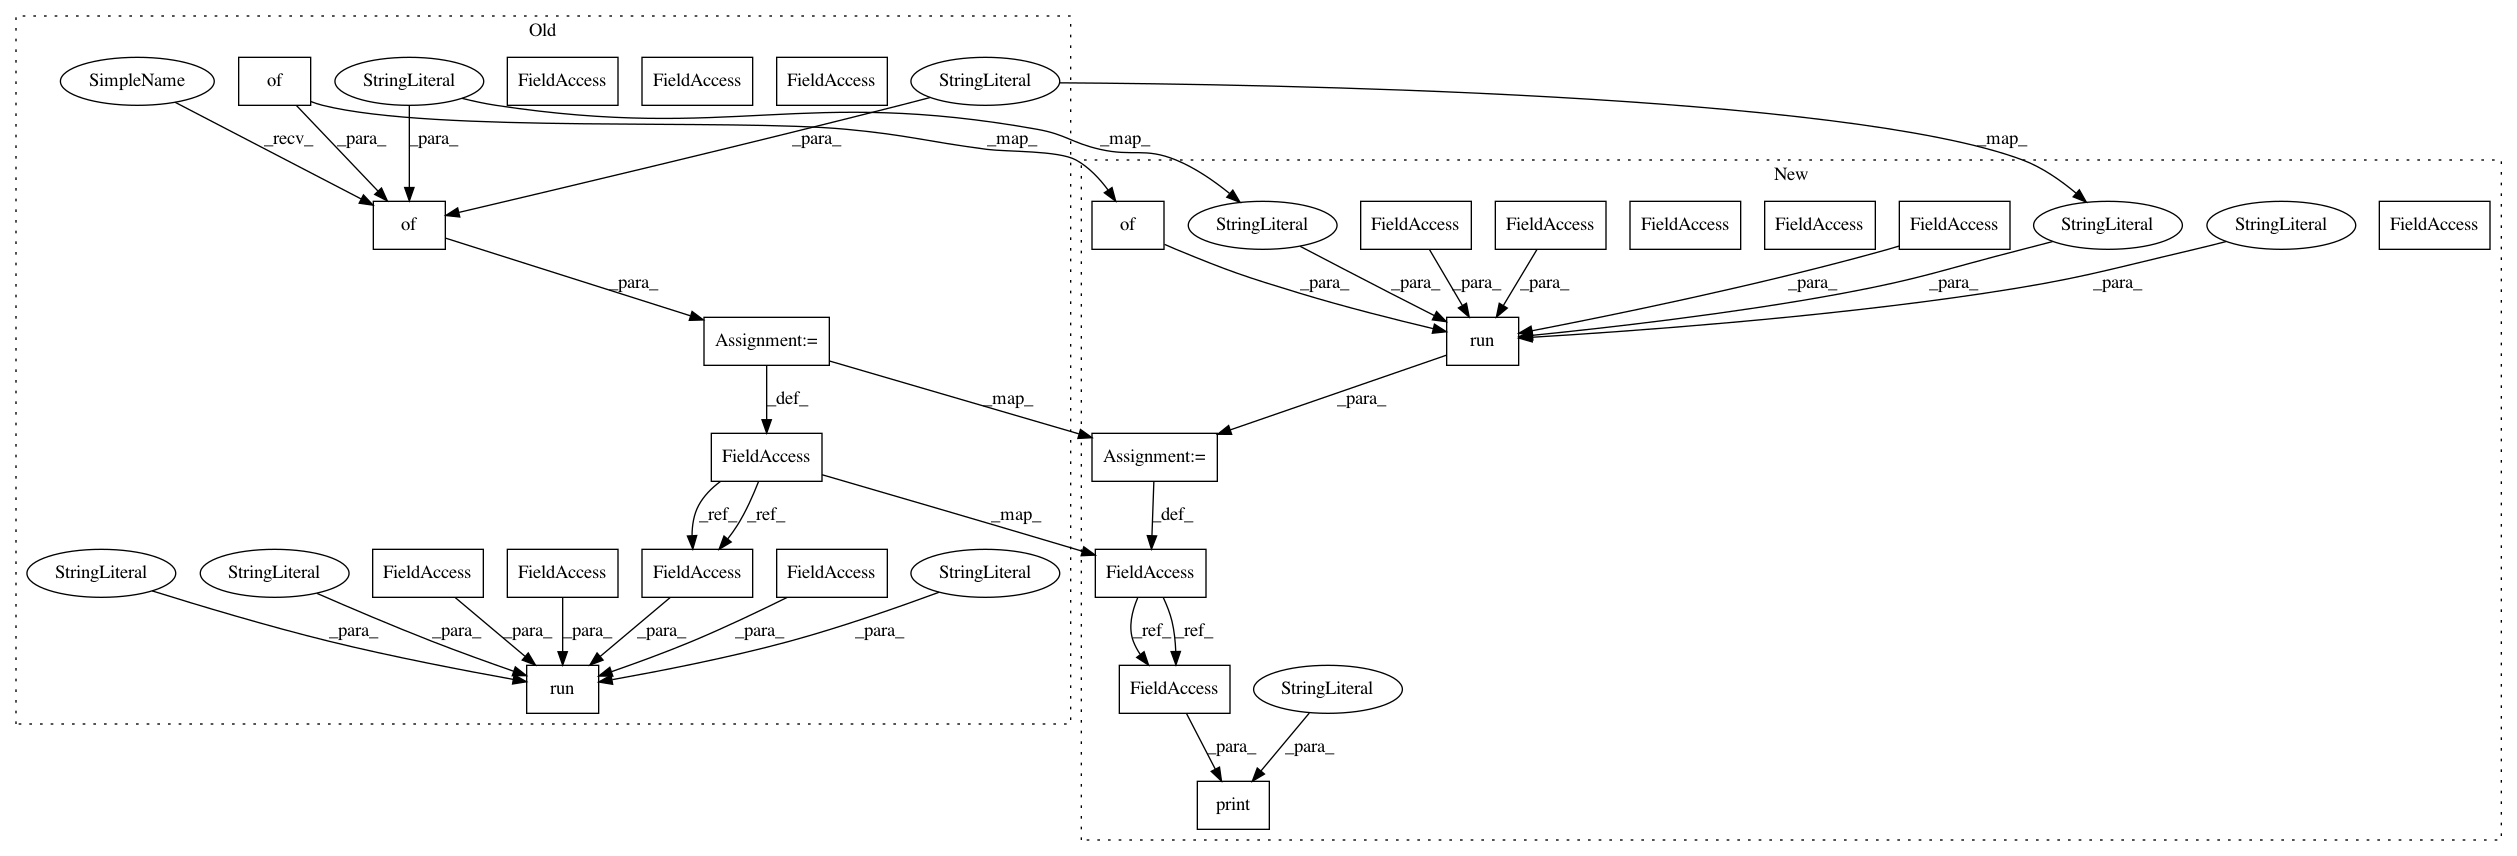 Old
SimpleName
of
StringLiteral
FieldAccess
FieldAccess
FieldAccess
StringLiteral
_recv_
_para_
_para_
_para_
_map_
_map_
_map_
New
of
of
StringLiteral
FieldAccess
FieldAccess
FieldAccess
FieldAccess
FieldAccess
StringLiteral
StringLiteral
FieldAccess
_para_
_para_
_para_
_para_
_para_
_para_
_para_
_para_
Assignment:=
run
_def_
_map_
_para_
FieldAccess
Assignment:=
_ref_
_ref_
_map_
_def_
StringLiteral
StringLiteral
FieldAccess
FieldAccess
FieldAccess
FieldAccess
StringLiteral
FieldAccess
_para_
_para_
_para_
_para_
_para_
_para_
_para_
_ref_
_ref_
run
FieldAccess
StringLiteral
_para_
_para_
print